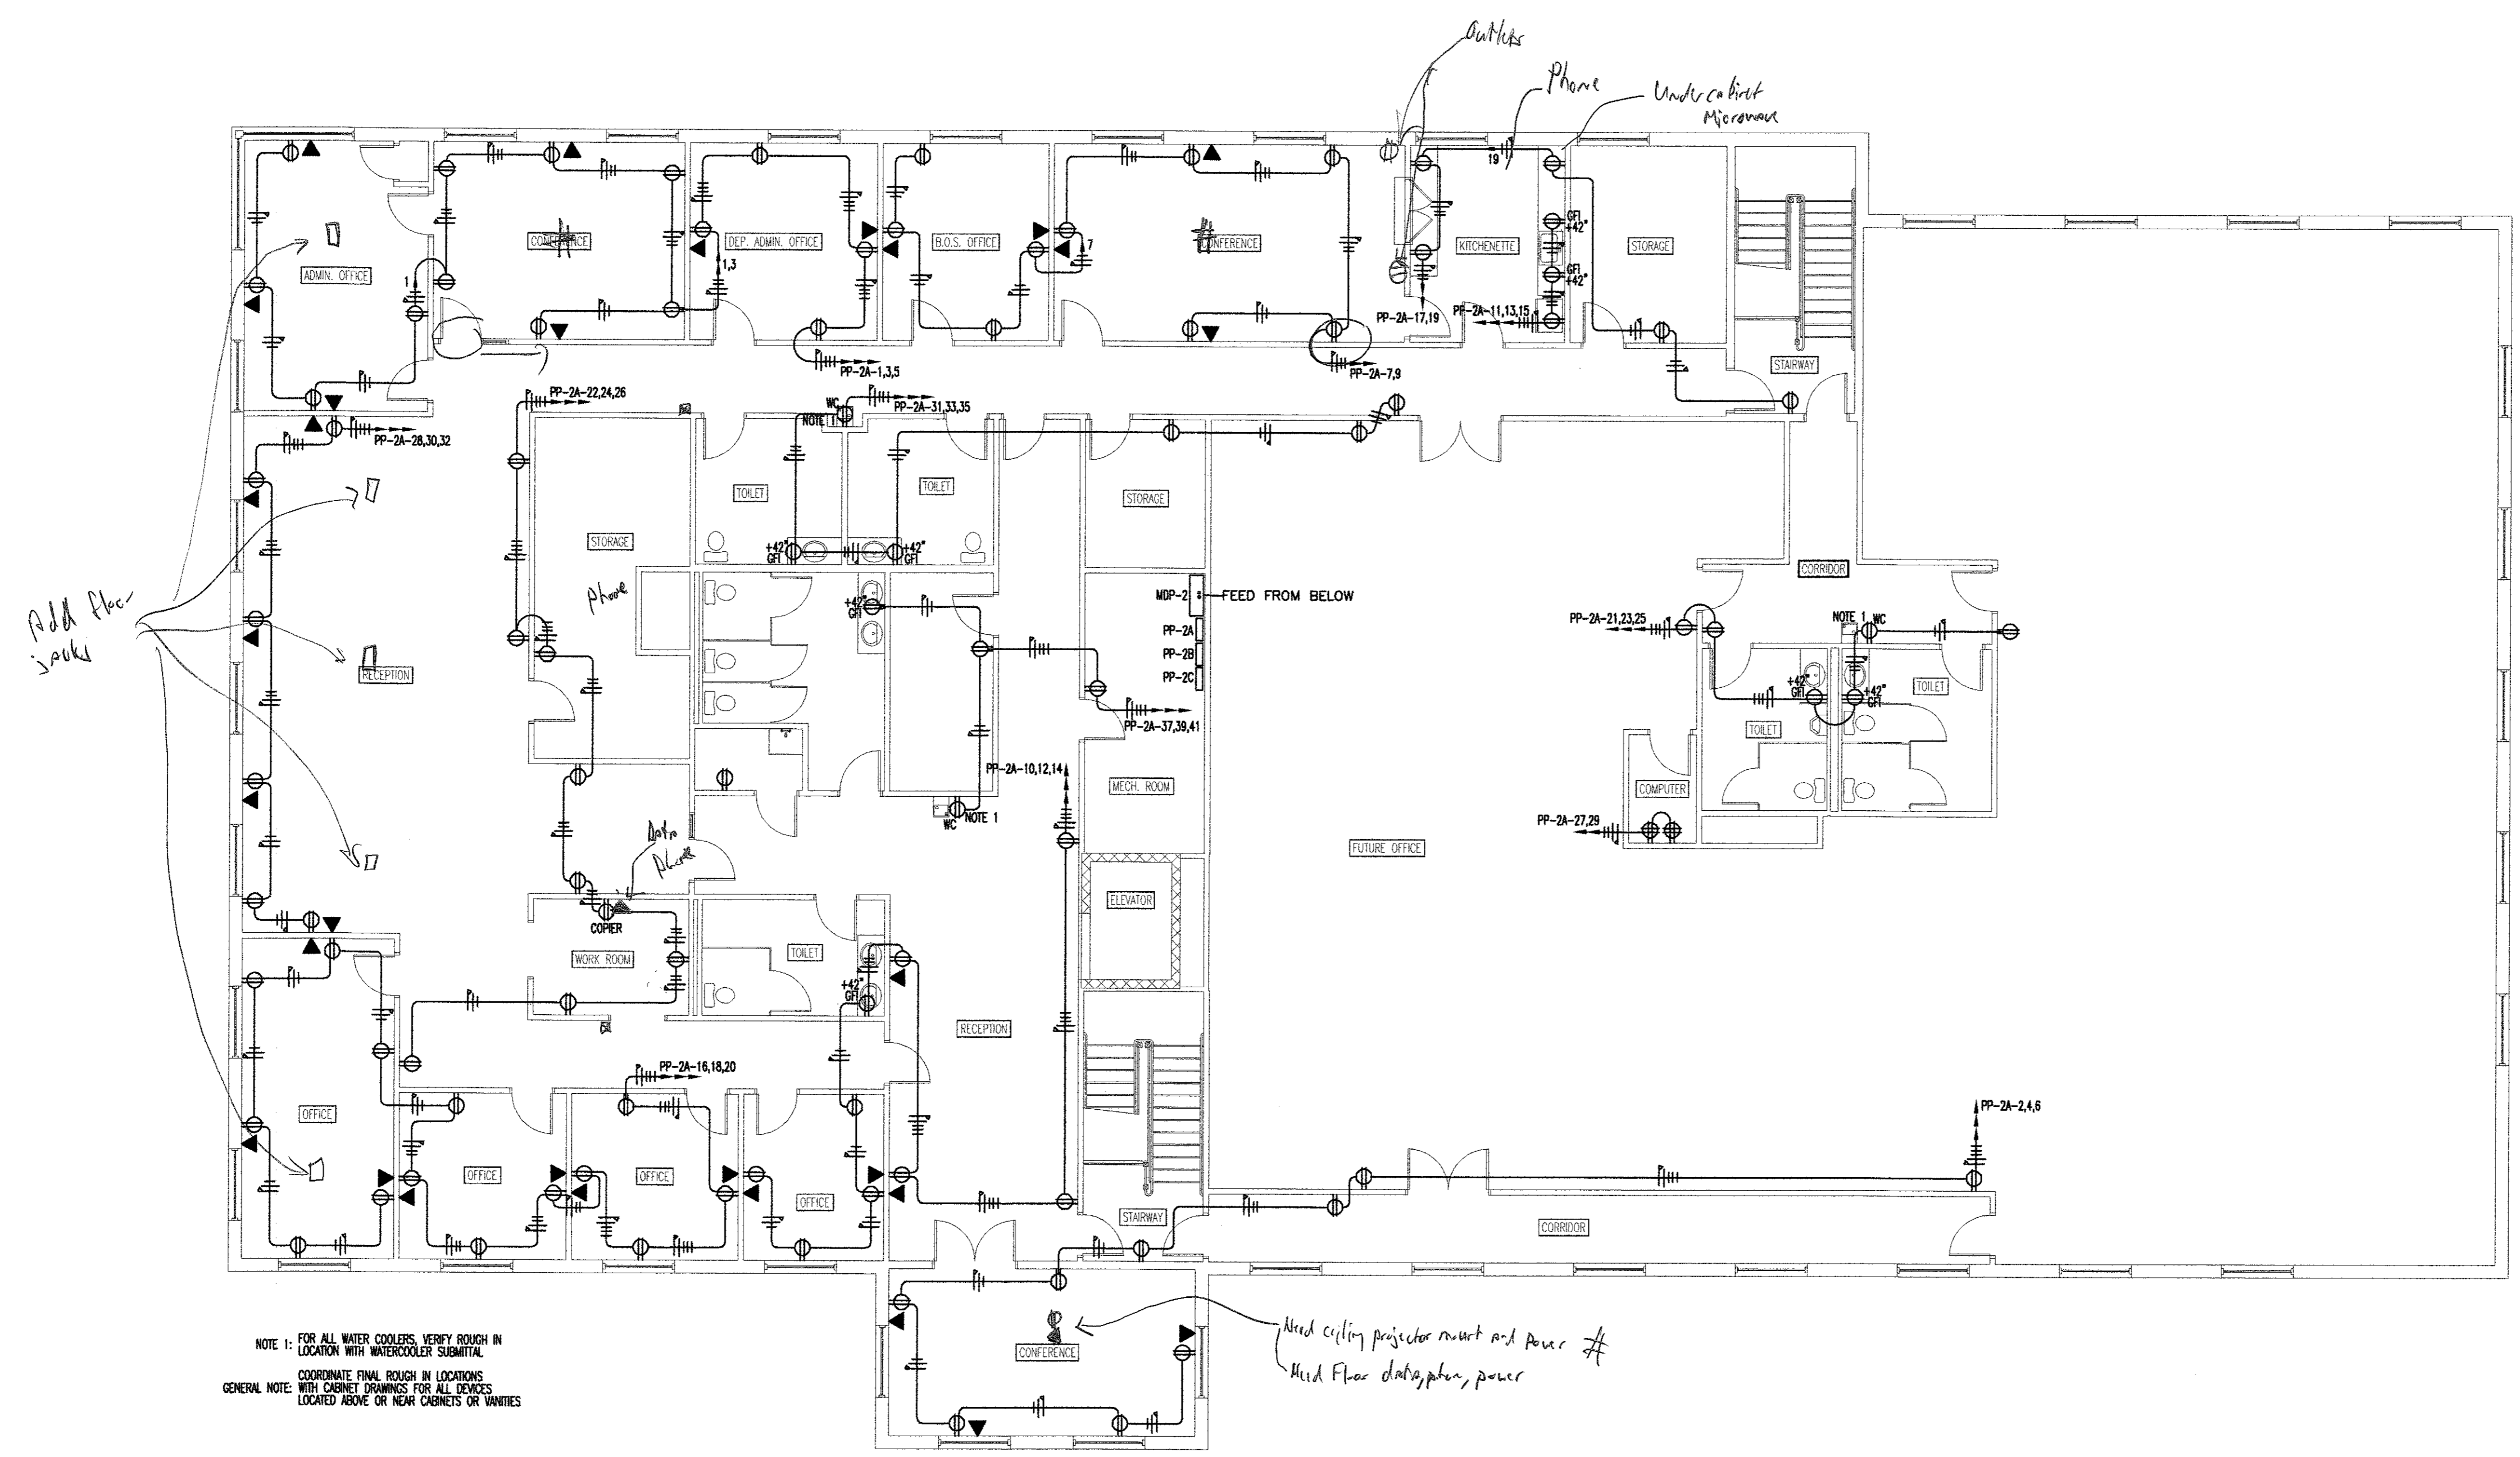 Outlets
Phone
Undercabinet
Microwave
19
GFI
+42"
CONFERENCE
DEP. ADMIN. OFFICE
B.O.S. OFFICE
7
CONFERENCE
KITCHENETTE
STORAGE
ADMIN. OFFICE
1
1,3
GFI
+42"
PP-2A-17,19
PP-2A-11,13,15
PP-2A-1,3,5
PP-2A-7,9
STAIRWAY
PP-2A-22,24,26
WC
NOTE 1
PP-2A-31,33,35
PP-2A-28,30,32
TOILET
TOILET
STORAGE
STORAGE
+42"
GFI
+42"
GFI
CORRIDOR
Phone
Add floor
jacks
+42"
GFI
MDP-2
FEED FROM BELOW
PP-2A
PP-2B
PP-2C
PP-2A-21,23,25
NOTE 1
WC
RECEPTION
+42"
GFI
+42"
GFI
TOILET
TOILET
PP-2A-37,39,41
PP-2A-10,12,14
MECH. ROOM
COMPUTER
WC
NOTE 1
PP-2A-27,29
Data
phone
FUTURE OFFICE
ELEVATOR
COPIER
WORK ROOM
TOILET
+42"
GFI
RECEPTION
PP-2A-16,18,20
OFFICE
PP-2A-2,4,6
OFFICE
OFFICE
OFFICE
STAIRWAY
CORRIDOR
NOTE 1: FOR ALL WATER COOLERS, VERIFY ROUGH IN
LOCATION WITH WATERCOOLER SUBMITTAL
COORDINATE FINAL ROUGH IN LOCATIONS
GENERAL NOTE: WITH CABINET DRAWINGS FOR ALL DEVICES
LOCATED ABOVE OR NEAR CABINETS OR VANITIES
CONFERENCE
Need ceiling projector mount and power #
Need Floor data, phone, power